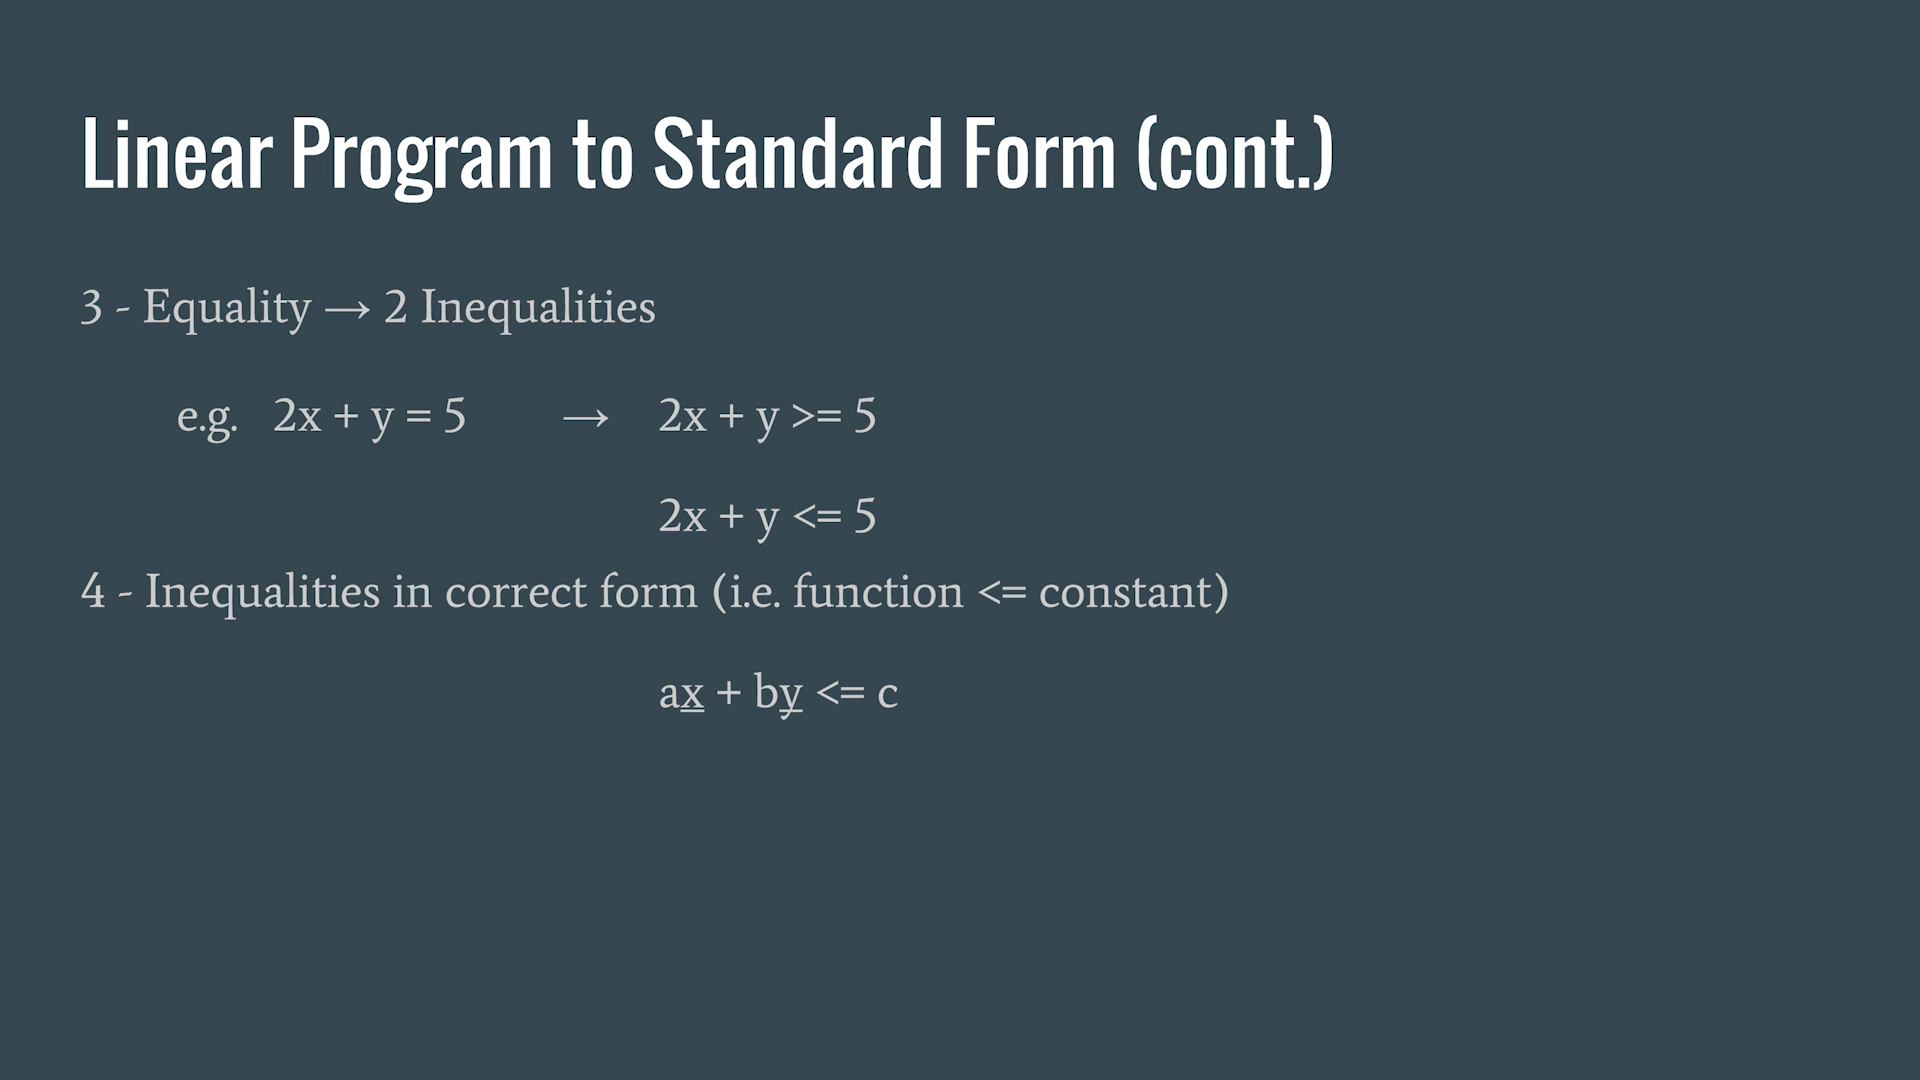 Linear Program to Standard Form (cont.)
3 - Equality → 2 Inequalities
e.g. 2x + y = 5 → 2x + y >= 5
2x + y <= 5
4 - Inequalities in correct form (i.e. function <= constant)
ax + by <= c